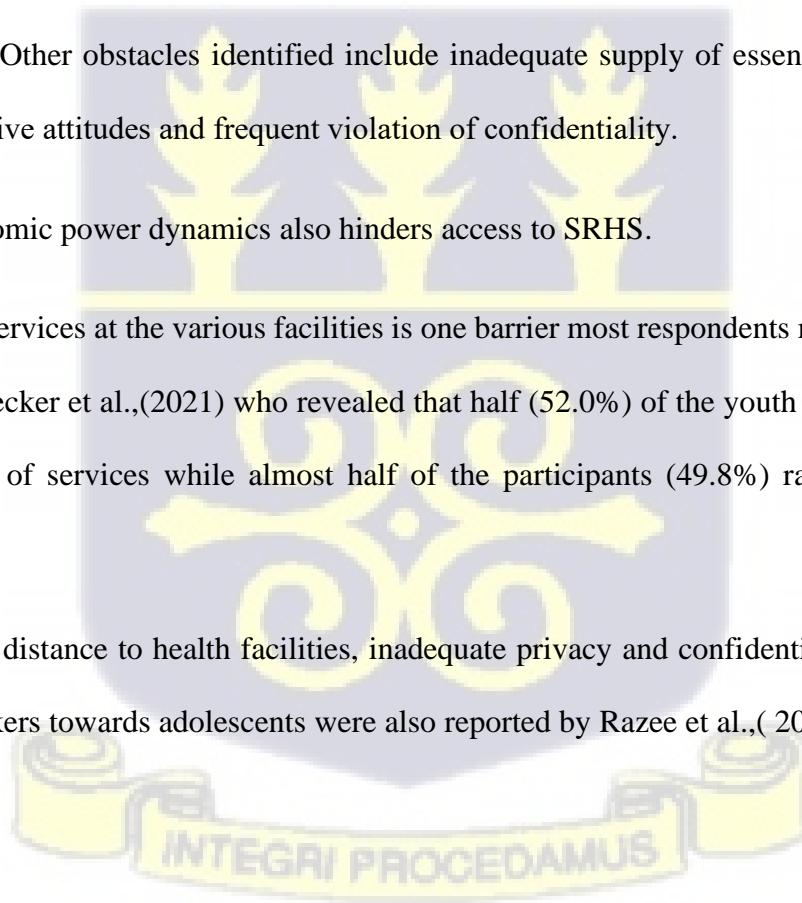 Other obstacles identified include inadequate supply of essen
ive attitudes and frequent violation of confidentiality.
omic power dynamics also hinders access to SRHS.
ervices at the various facilities is one barrier most respondents r
ecker et al.,(2021) who revealed that half (52.0%) of the youth
of services while almost half of the participants (49.8%) ra
distance to health facilities, inadequate privacy and confidenti
kers towards adolescents were also reported by Razee et al.,( 20
INTEGRI PROCEDAMUS